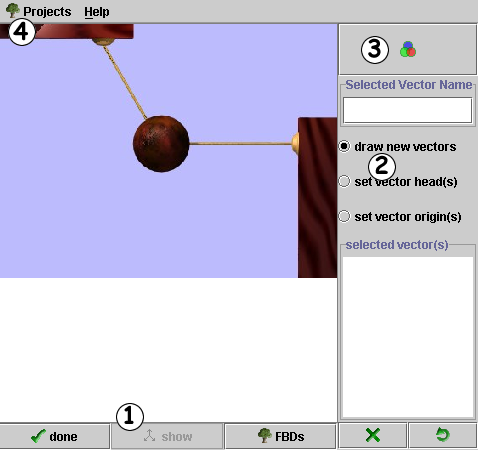 Projects Help
4
3
Selected Vector Name
draw new vectors
2
set vector head(s)
set vector origin(s)
selected vector(s)
1
done show FBDs